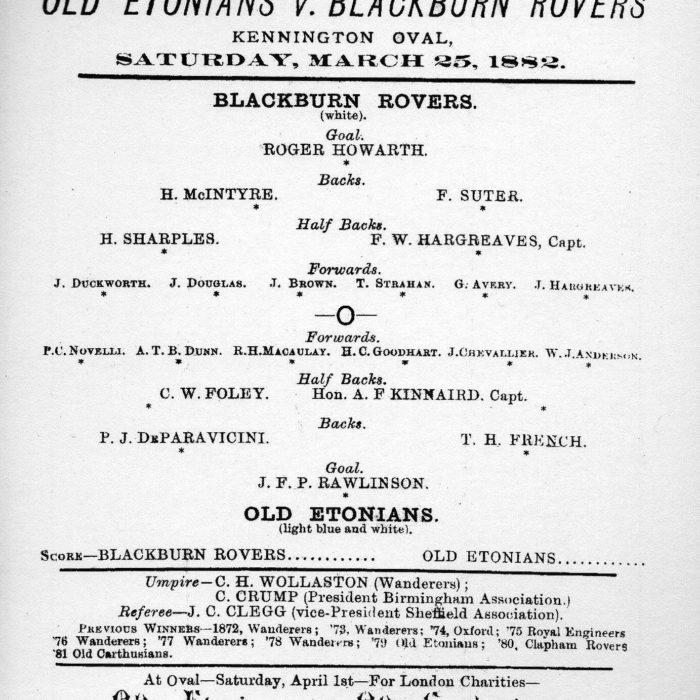 OLD ETONIANS V. BLACKBURN ROVERS
KENNINGTON OVAL,
SATURDAY, MARCH 25, 1882.
BLACKBURN ROVERS.
(white).
Goal.
ROGER HOWARTH.
*
Backs.
H. McINTYRE. F. SUTER.
* *
Half Backs.
H. SHARPLES. F. W. HARGREAVES, Capt.
* *
Forwards.
J. DUCKWORTH. J. DOUGLAS. J. BROWN. T. STRAHAN. G. AVERY. J. HARGREAVES.
* * * * * *
—O—
Forwards.
P.C. NOVELLI. A.T.B. DUNN. R.H.MACAULAY. H.C.GOODHART. J.CHEVALLIER. W.J.ANDERSON.
* * * * * *
Half Backs.
C. W. FOLEY. Hon. A. F KINNAIRD. Capt.
* *
Backs.
P. J. DEPARAVICINI. T. H. FRENCH.
* *
Goal.
J. F. P. RAWLINSON.
*
OLD ETONIANS.
(light blue and white).
SCORE—BLACKBURN ROVERS........... OLD ETONIANS............
Umpire—C. H. WOLLASTON (Wanderers);
C. CRUMP (President Birmingham Association.)
Referee—J. C. CLEGG (vice-President Sheffield Association).
PREVIOUS WINNERS—1872, Wanderers; '73, Wanderers; '74, Oxford; '75 Royal Engineers
'76 Wanderers; '77 Wanderers; '78 Wanderers; '79 Old Etonians; '80, Clapham Rovers
'81 Old Carthusians.
At Oval—Saturday, April 1st—For London Charities—